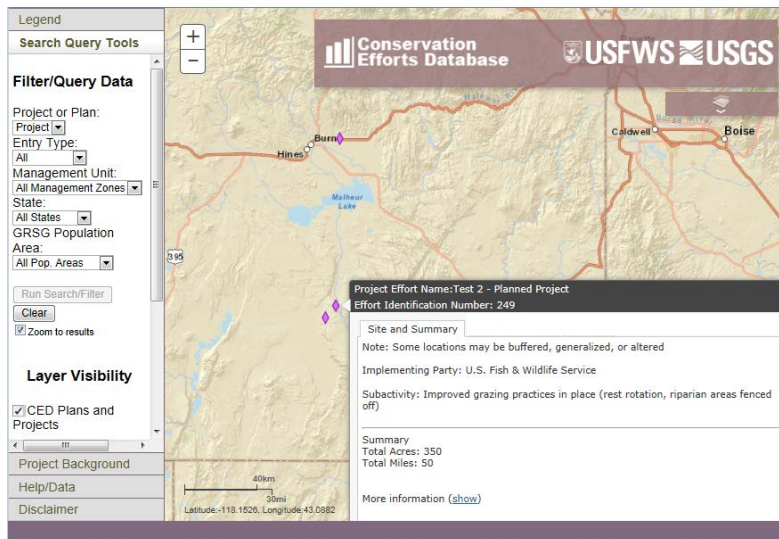 Legend
Search Query Tools
Filter/Query Data
Project or Plan:
Project
Entry Type:
All
Management Unit:
All Management Zones
State:
All States
GRSG Population
Area:
All Pop. Areas
Run Search/Filter
Clear
Zoom to results
Layer Visibility
CED Plans and
Projects
Project Background
Help/Data
Disclaimer
+
−
Conservation
Efforts Database
USFWS USGS
Malheur
Burn
Hines
Caldwell
Boise
Malheur
Lake
395
Project Effort Name:Test 2 - Planned Project
Effort Identification Number: 249
Site and Summary
Note: Some locations may be buffered, generalized, or altered
Implementing Party: U.S. Fish & Wildlife Service
Subactivity: Improved grazing practices in place (rest rotation, riparian areas fenced
off)
Summary
Total Acres: 350
Total Miles: 50
More information (show)
40km
30mi
Latitude:-118.1526, Longitude:43.0882